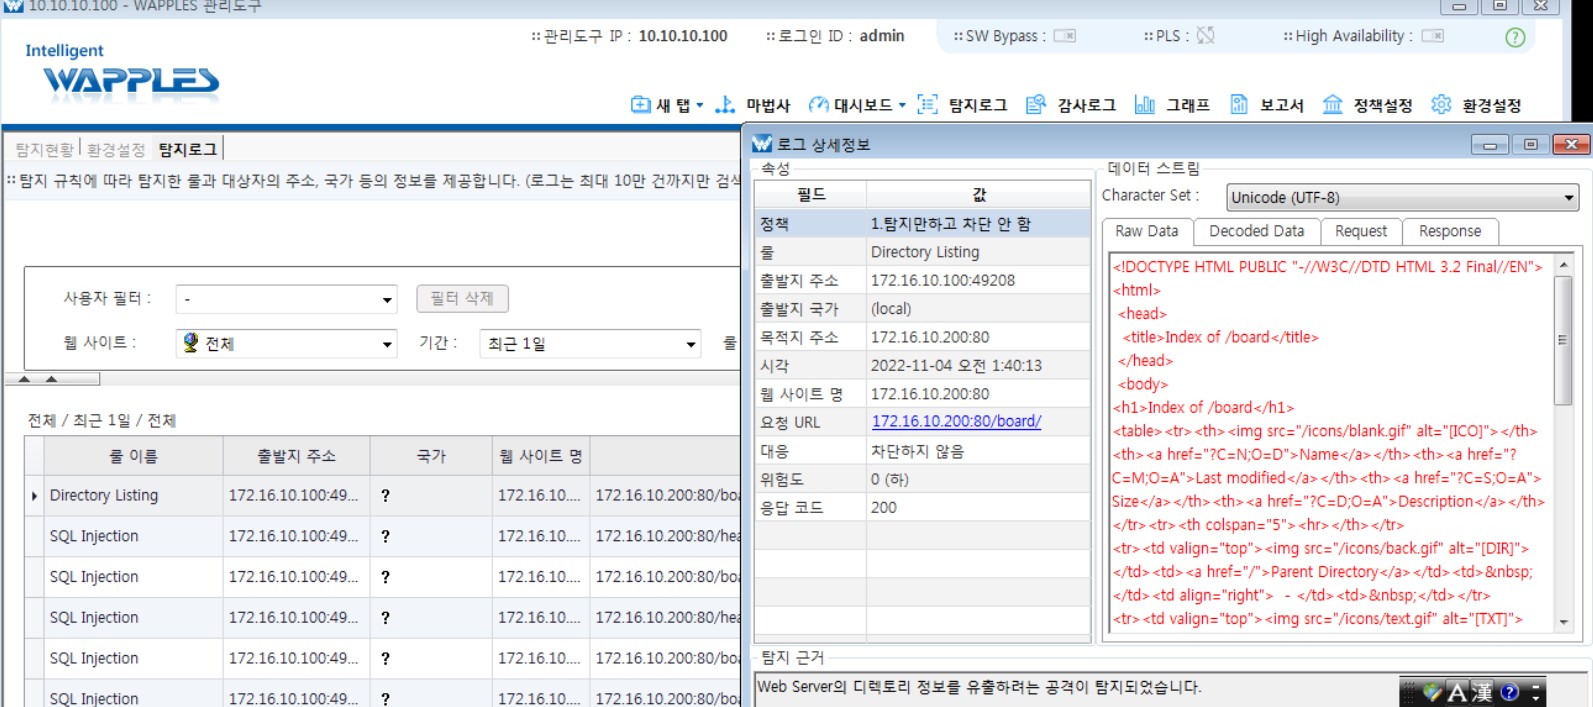 10.10.10.100 - WAPPLES 관리도구
:: 관리도구 IP : 10.10.10.100 :: 로그인 ID : admin :: SW Bypass : :: PLS : :: High Availability : ?
Intelligent
WAPPLES
새 탭 마법사 대시보드 탐지로그 감사로그 그래프 보고서 정책설정 환경설정
탐지현황 환경설정 탐지로그
:: 탐지 규칙에 따라 탐지한 룰과 대상자의 주소, 국가 등의 정보를 제공합니다. (로그는 최대 10만 건까지만 검색
사용자 필터 : - 필터 삭제
웹 사이트 : 전체 기간 : 최근 1일 룰
전체 / 최근 1일 / 전체
룰 이름 출발지 주소 국가 웹 사이트 명
Directory Listing 172.16.10.100:49... ? 172.16.10.... 172.16.10.200:80/boa
SQL Injection 172.16.10.100:49... ? 172.16.10.... 172.16.10.200:80/hea
SQL Injection 172.16.10.100:49... ? 172.16.10.... 172.16.10.200:80/boa
SQL Injection 172.16.10.100:49... ? 172.16.10.... 172.16.10.200:80/hea
SQL Injection 172.16.10.100:49... ? 172.16.10.... 172.16.10.200:80/boa
SQL Injection 172.16.10.100:49... ? 172.16.10.... 172.16.10.200:80/boa
로그 상세정보
속성
필드 값
정책 1.탐지만하고 차단 안 함
룰 Directory Listing
출발지 주소 172.16.10.100:49208
출발지 국가 (local)
목적지 주소 172.16.10.200:80
시각 2022-11-04 오전 1:40:13
웹 사이트 명 172.16.10.200:80
요청 URL 172.16.10.200:80/board/
대응 차단하지 않음
위험도 0 (하)
응답 코드 200
데이터 스트림
Character Set : Unicode (UTF-8)
Raw Data Decoded Data Request Response
<!DOCTYPE HTML PUBLIC "-//W3C//DTD HTML 3.2 Final//EN">
<html>
<head>
<title>Index of /board</title>
</head>
<body>
<h1>Index of /board</h1>
<table><tr><th><img src="/icons/blank.gif" alt="[ICO]"></th>
<th><a href="?C=N;O=D">Name</a></th><th><a href="?
C=M;O=A">Last modified</a></th><th><a href="?C=S;O=A">
Size</a></th><th><a href="?C=D;O=A">Description</a></th>
</tr><tr><th colspan="5"><hr></th></tr>
<tr><td valign="top"><img src="/icons/back.gif" alt="[DIR]">
</td><td><a href="/">Parent Directory</a></td><td>&nbsp;
</td><td align="right"> - </td><td>&nbsp;</td></tr>
<tr><td valign="top"><img src="/icons/text.gif" alt="[TXT]">
탐지 근거
Web Server의 디렉토리 정보를 유출하려는 공격이 탐지되었습니다.
A 漢 ?